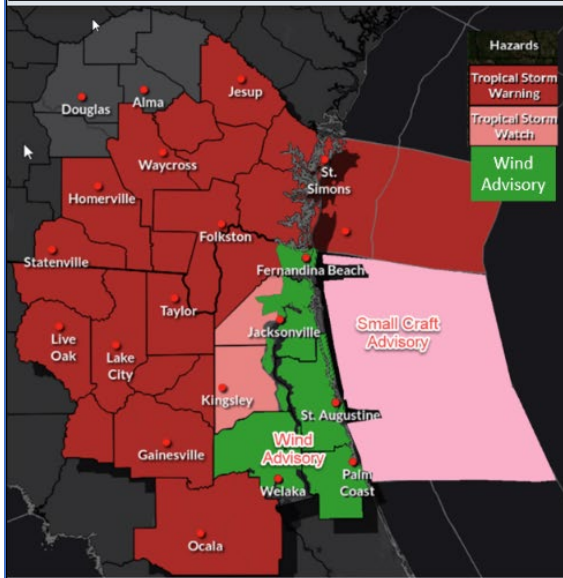 Hazards
Tropical Storm
Warning
Tropical Storm
Watch
Wind
Advisory
Douglas
Alma
Jesup
Waycross
St.
Simons
Homerville
Folkston
Statenville
Fernandina Beach
Taylor
Jacksonville
Small Craft
Advisory
Live
Oak
Lake
City
Kingsley
St. Augustine
Gainesville
Wind
Advisory
Palm
Coast
Welaka
Ocala